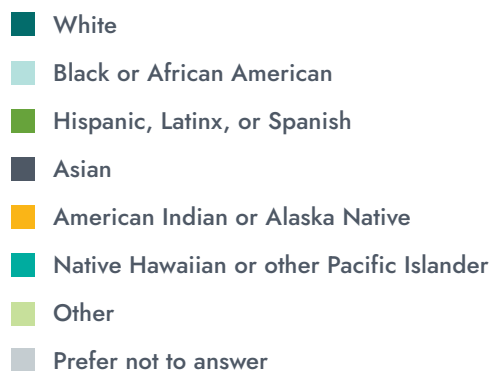 White
Black or African American
Hispanic, Latinx, or Spanish
Asian
American Indian or Alaska Native
Native Hawaiian or other Pacific Islander
Other
Prefer not to answer